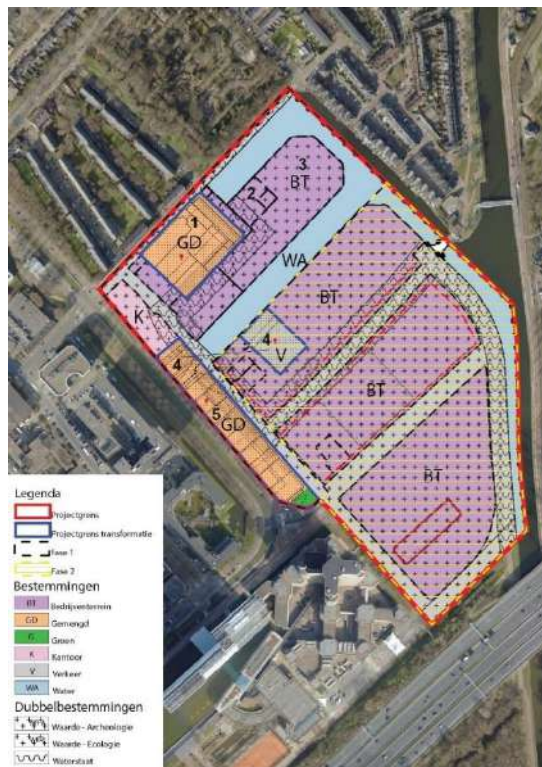 3
2
BT
1
GD
WA
BT
K
4
V
4
BT
5
GD
BT
Legenda
Projectgrens
Projectgrens transformatie
Fase 1
Fase 2
Bestemmingen
BT Bedrijventerrein
GD Gemengd
G Groen
K Kantoor
V Verkeer
WA Water
Dubbelbestemmingen
Waarde - Archeologie
Waarde - Ecologie
Waterstaat